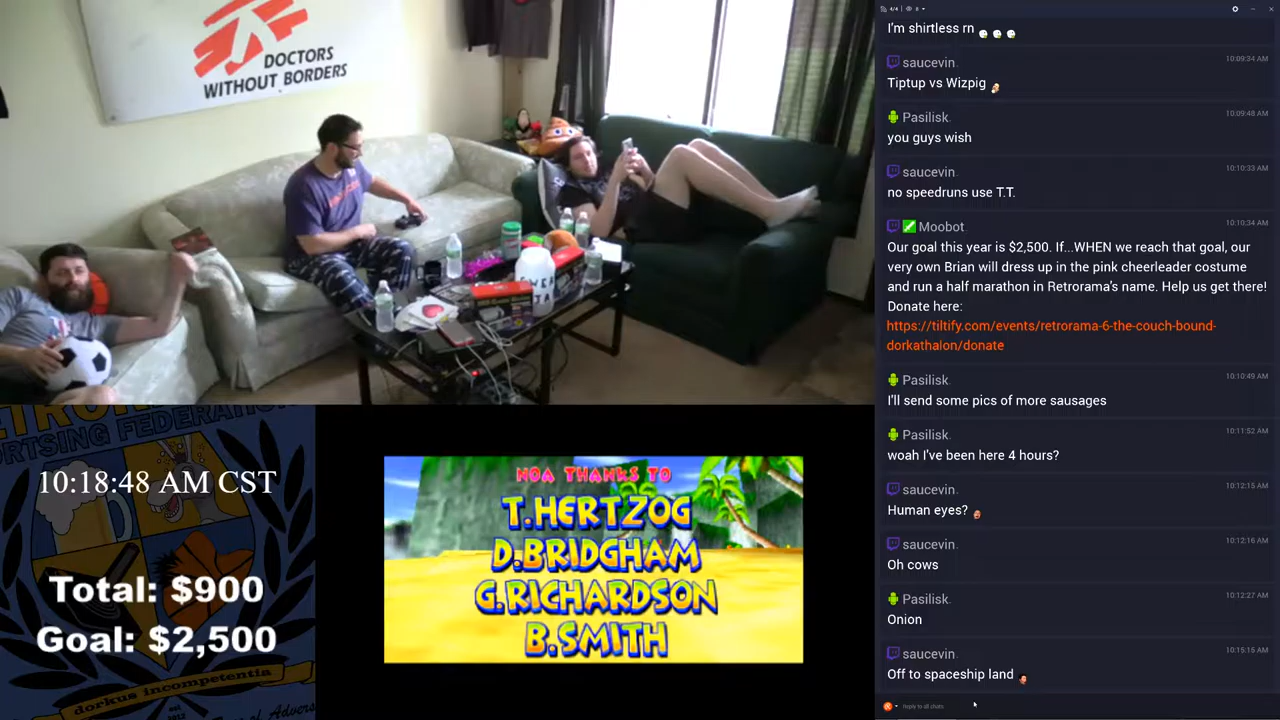 DOCTORS
WITHOUT BORDERS
10:18:48 AM CST
Total: $900
Goal: $2,500
dorkus incompetentia
NOA THANKS TO
T.HERTZOG
D.BRIDGHAM
G.RICHARDSON
B.SMITH
4/4
8
I'm shirtless rn
saucevin.
10:09:34 AM
Tiptup vs Wizpig
Pasilisk.
10:09:48 AM
you guys wish
saucevin.
10:10:33 AM
no speedruns use T.T.
Moobot.
10:10:34 AM
Our goal this year is $2,500. If...WHEN we reach that goal, our
very own Brian will dress up in the pink cheerleader costume
and run a half marathon in Retrorama's name. Help us get there!
Donate here:
https://tiltify.com/events/retrorama-6-the-couch-bound-
dorkathalon/donate
Pasilisk.
10:10:49 AM
I'll send some pics of more sausages
Pasilisk.
10:11:52 AM
woah I've been here 4 hours?
saucevin.
10:12:15 AM
Human eyes?
saucevin.
10:12:16 AM
Oh cows
Pasilisk.
10:12:27 AM
Onion
saucevin.
10:15:15 AM
Off to spaceship land
Reply to all chats